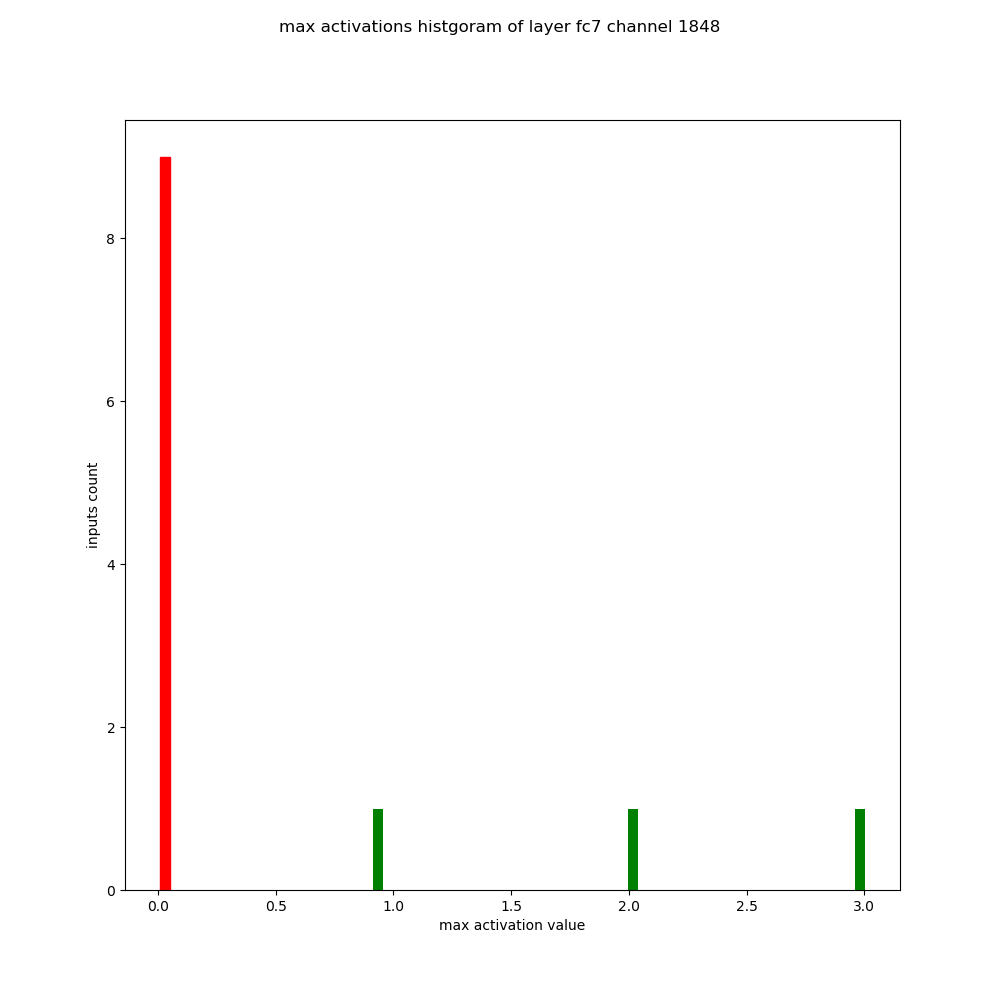 max activations histgoram of layer fc7 channel 1848
8
6
4
2
0
inputs count
0.0 0.5 1.0 1.5 2.0 2.5 3.0
max activation value